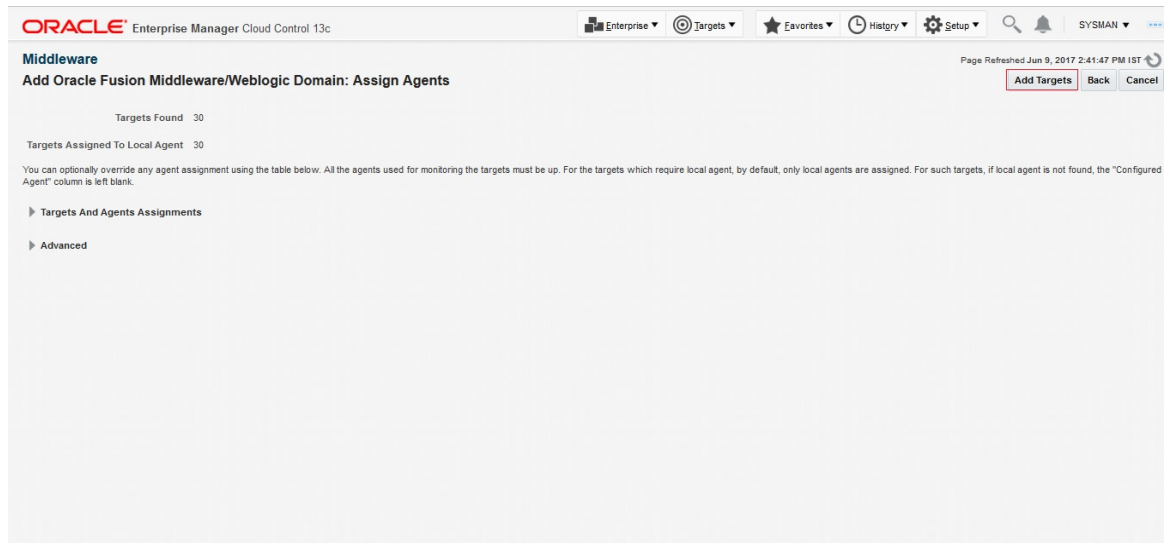 ORACLE Enterprise Manager Cloud Control 13c
Enterprise Targets Favorites History Setup SYSMAN
Middleware
Page Refreshed Jun 9, 2017 2:41:47 PM IST
Add Oracle Fusion Middleware/Weblogic Domain: Assign Agents
Add Targets Back Cancel
Targets Found 30
Targets Assigned To Local Agent 30
You can optionally override any agent assignment using the table below. All the agents used for monitoring the targets must be up. For the targets which require local agent, by default, only local agents are assigned. For such targets, if local agent is not found, the "Configured
Agent" column is left blank.
Targets And Agents Assignments
Advanced